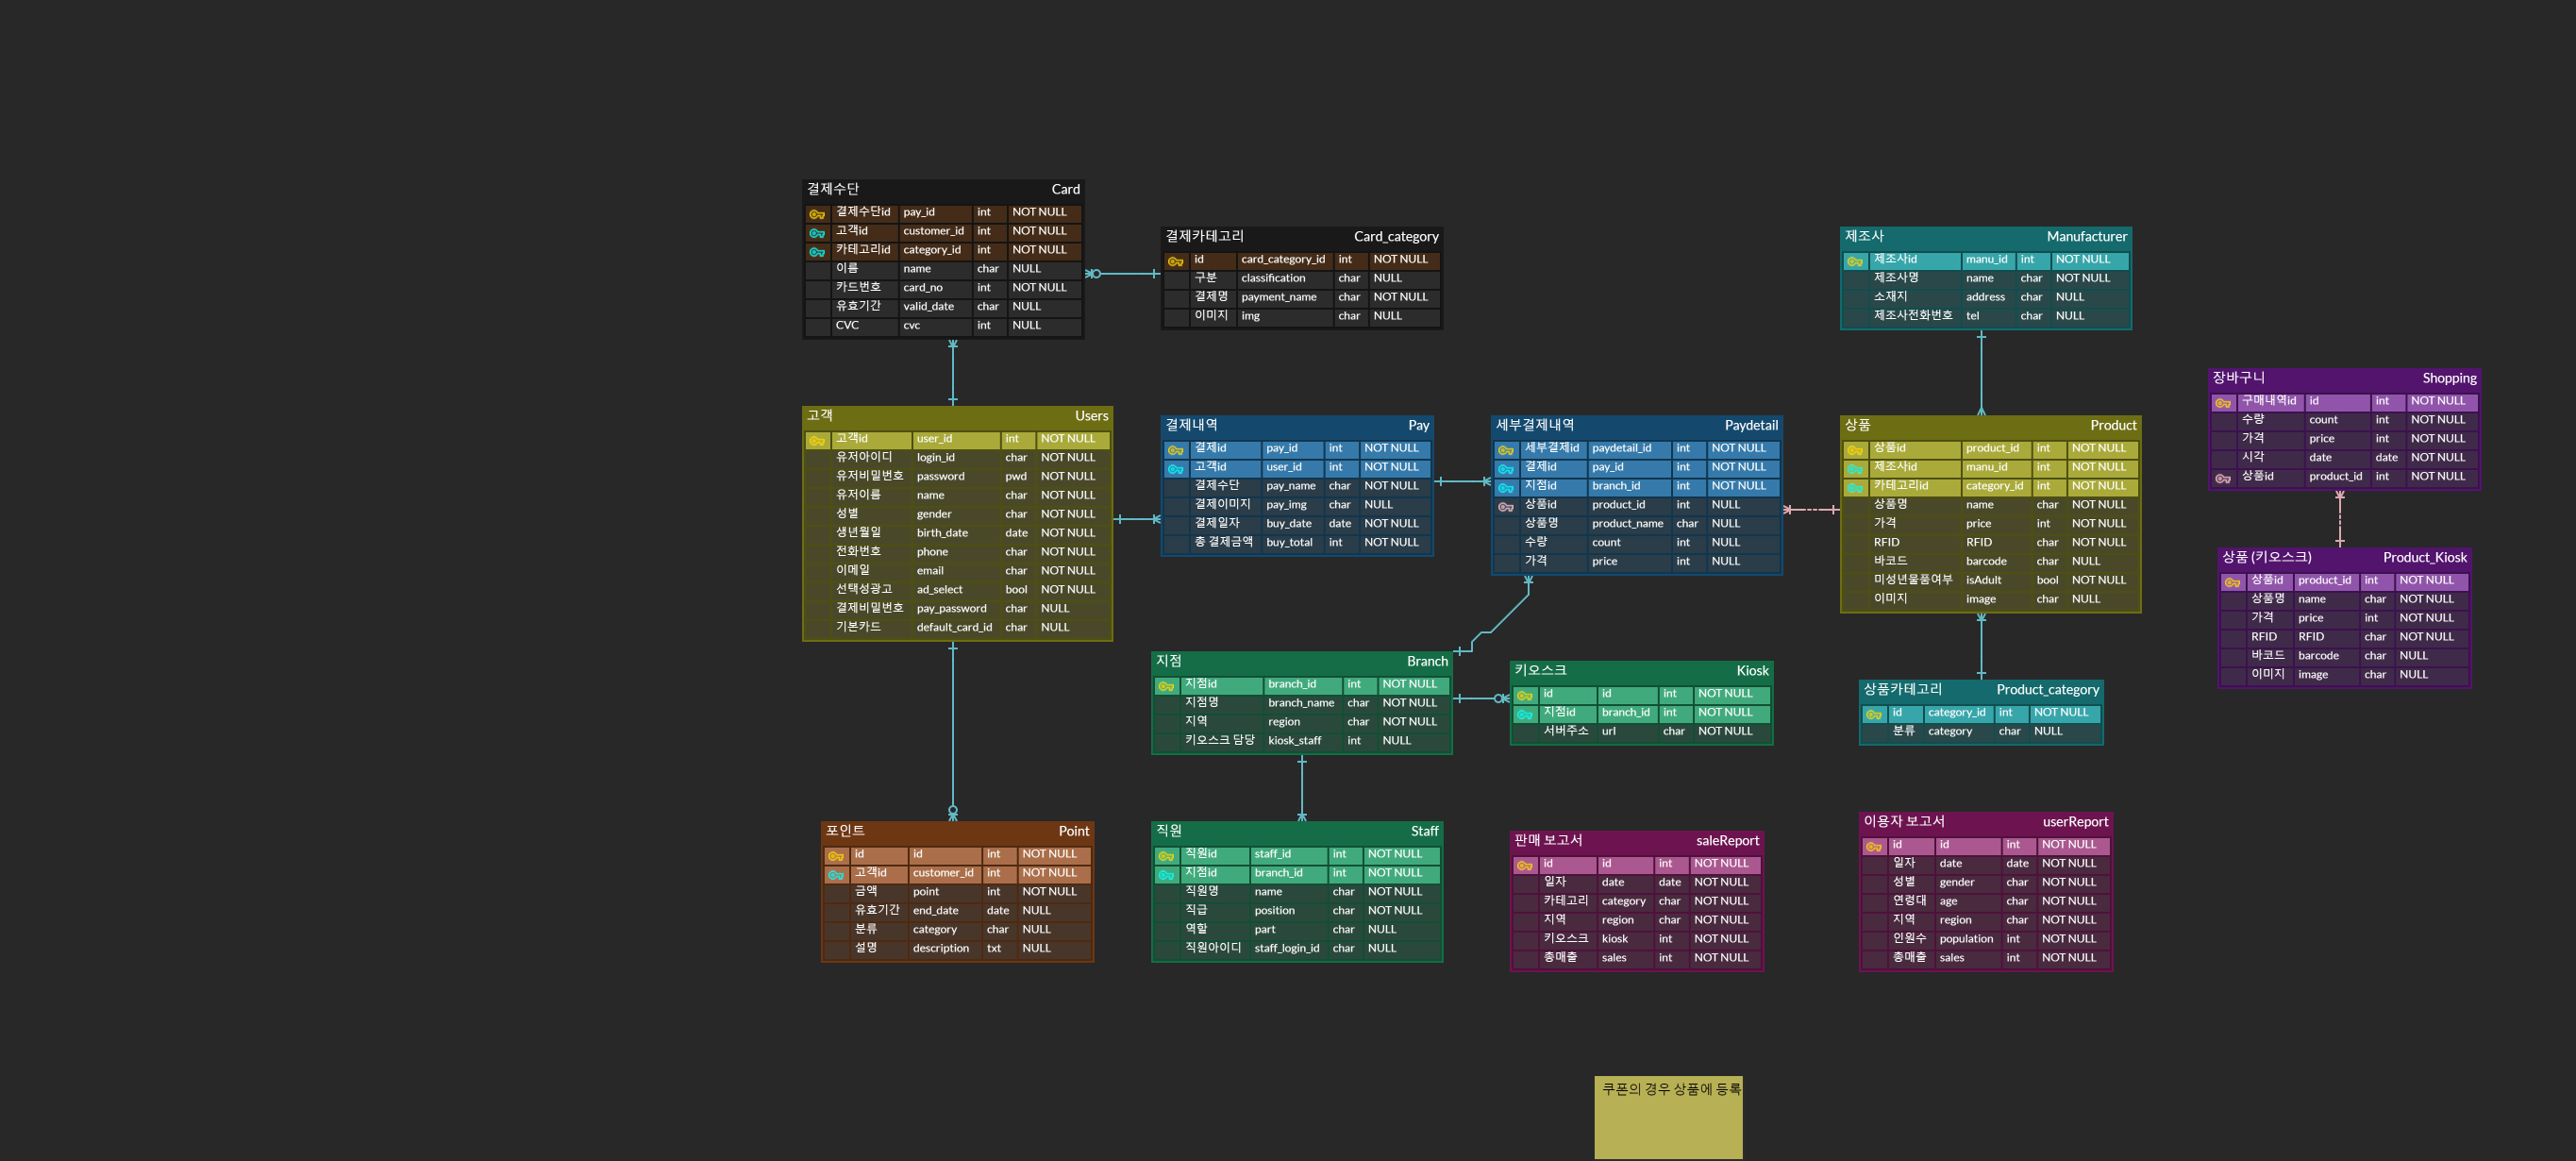 결제수단 Card
결제수단id pay_id int NOT NULL
고객id customer_id int NOT NULL
카테고리id category_id int NOT NULL
이름 name char NULL
카드번호 card_no int NOT NULL
유효기간 valid_date char NULL
CVC cvc int NULL
결제카테고리 Card_category
id card_category_id int NOT NULL
구분 classification char NULL
결제명 payment_name char NOT NULL
이미지 img char NULL
제조사 Manufacturer
제조사id manu_id int NOT NULL
제조사명 name char NOT NULL
소재지 address char NULL
제조사전화번호 tel char NULL
장바구니 Shopping
구매내역id id int NOT NULL
수량 count int NOT NULL
가격 price int NOT NULL
시각 date date NOT NULL
상품id product_id int NOT NULL
고객 Users
고객id user_id int NOT NULL
유저아이디 login_id char NOT NULL
유저비밀번호 password pwd NOT NULL
유저이름 name char NOT NULL
성별 gender char NOT NULL
생년월일 birth_date date NOT NULL
전화번호 phone char NOT NULL
이메일 email char NOT NULL
선택성광고 ad_select bool NOT NULL
결제비밀번호 pay_password char NULL
기본카드 default_card_id char NULL
결제내역 Pay
결제id pay_id int NOT NULL
고객id user_id int NOT NULL
결제수단 pay_name char NOT NULL
결제이미지 pay_img char NULL
결제일자 buy_date date NOT NULL
총 결제금액 buy_total int NOT NULL
세부결제내역 Paydetail
세부결제id paydetail_id int NOT NULL
결제id pay_id int NOT NULL
지점id branch_id int NOT NULL
상품id product_id int NULL
상품명 product_name char NULL
수량 count int NULL
가격 price int NULL
상품 Product
상품id product_id int NOT NULL
제조사id manu_id int NOT NULL
카테고리id category_id int NOT NULL
상품명 name char NOT NULL
가격 price int NOT NULL
RFID RFID char NOT NULL
바코드 barcode char NULL
미성년물품여부 isAdult bool NOT NULL
이미지 image char NULL
상품 (키오스크) Product_Kiosk
상품id product_id int NOT NULL
상품명 name char NOT NULL
가격 price int NOT NULL
RFID RFID char NOT NULL
바코드 barcode char NULL
이미지 image char NULL
지점 Branch
지점id branch_id int NOT NULL
지점명 branch_name char NOT NULL
지역 region char NOT NULL
키오스크 담당 kiosk_staff int NULL
키오스크 Kiosk
id id int NOT NULL
지점id branch_id int NOT NULL
서버주소 url char NOT NULL
상품카테고리 Product_category
id category_id int NOT NULL
분류 category char NULL
포인트 Point
id id int NOT NULL
고객id customer_id int NOT NULL
금액 point int NOT NULL
유효기간 end_date date NULL
분류 category char NULL
설명 description txt NULL
직원 Staff
직원id staff_id int NOT NULL
지점id branch_id int NOT NULL
직원명 name char NOT NULL
직급 position char NOT NULL
역할 part char NULL
직원아이디 staff_login_id char NULL
판매 보고서 saleReport
id id int NOT NULL
일자 date date NOT NULL
카테고리 category char NOT NULL
지역 region char NOT NULL
키오스크 kiosk int NOT NULL
총매출 sales int NOT NULL
이용자 보고서 userReport
id id int NOT NULL
일자 date date NOT NULL
성별 gender char NOT NULL
연령대 age char NOT NULL
지역 region char NOT NULL
인원수 population int NOT NULL
총매출 sales int NOT NULL
쿠폰의 경우 상품에 등록